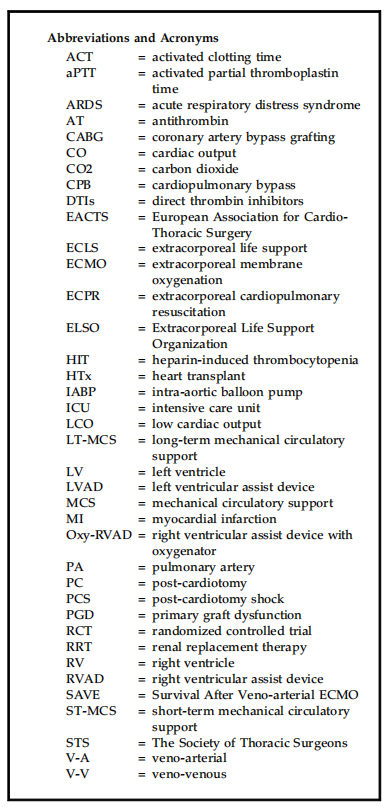 Abbreviations and Acronyms
ACT = activated clotting time
aPTT = activated partial thromboplastin
time
ARDS = acute respiratory distress syndrome
AT = antithrombin
CABG = coronary artery bypass grafting
CO = cardiac output
CO2 = carbon dioxide
CPB = cardiopulmonary bypass
DTIs = direct thrombin inhibitors
EACTS = European Association for Cardio-
Thoracic Surgery
ECLS = extracorporeal life support
ECMO = extracorporeal membrane
oxygenation
ECPR = extracorporeal cardiopulmonary
resuscitation
ELSO = Extracorporeal Life Support
Organization
HIT = heparin-induced thrombocytopenia
HTx = heart transplant
IABP = intra-aortic balloon pump
ICU = intensive care unit
LCO = low cardiac output
LT-MCS = long-term mechanical circulatory
support
LV = left ventricle
LVAD = left ventricular assist device
MCS = mechanical circulatory support
MI = myocardial infarction
Oxy-RVAD = right ventricular assist device with
oxygenator
PA = pulmonary artery
PC = post-cardiotomy
PCS = post-cardiotomy shock
PGD = primary graft dysfunction
RCT = randomized controlled trial
RRT = renal replacement therapy
RV = right ventricle
RVAD = right ventricular assist device
SAVE = Survival After Veno-arterial ECMO
ST-MCS = short-term mechanical circulatory
support
STS = The Society of Thoracic Surgeons
V-A = veno-arterial
V-V = veno-venous